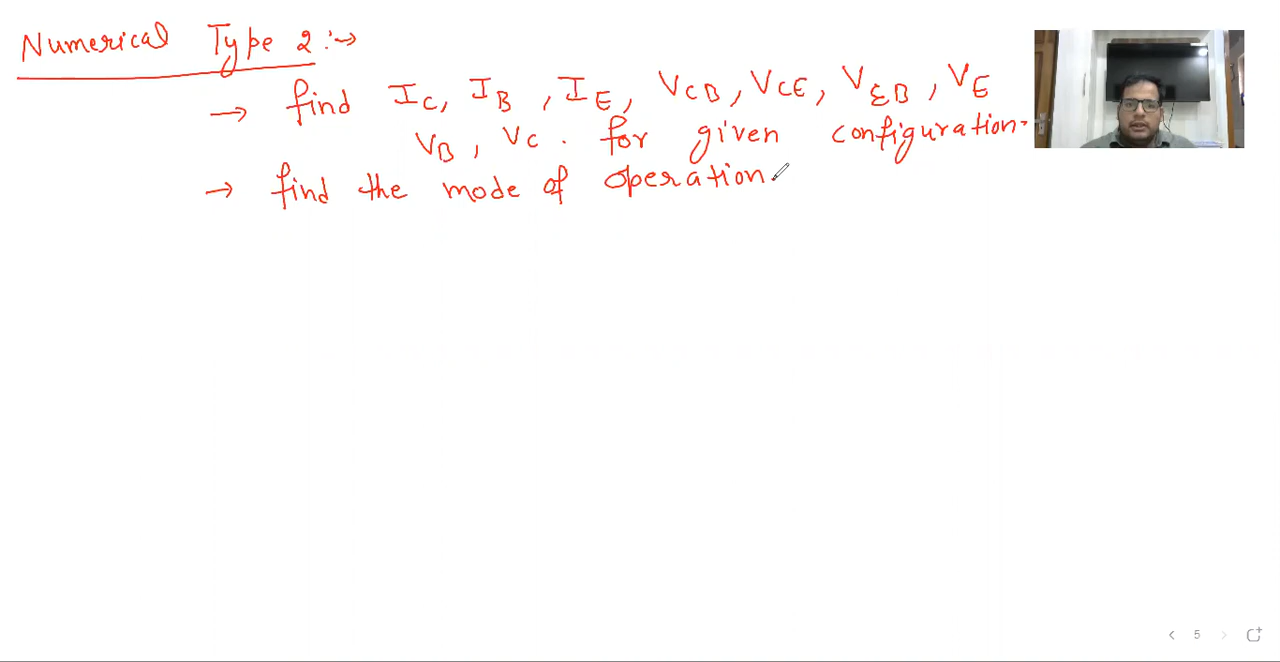 Numerical Type 2 :→
→ find IC, IB, IE, VCB, VCE, VEB, VE
VB, VC. for given configuration.
→ find the mode of operation.
< 5 >